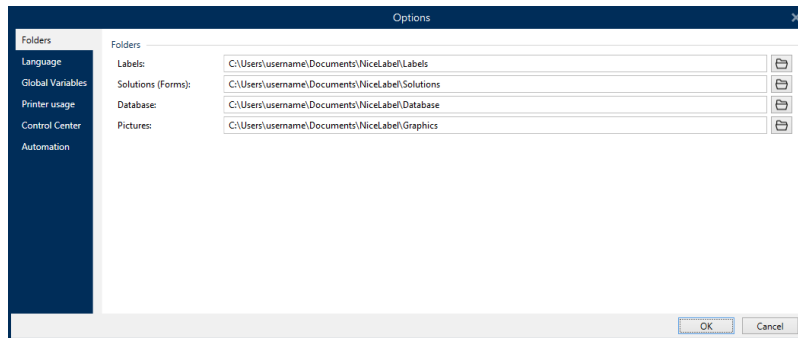 Options
Folders
Language
Global Variables
Printer usage
Control Center
Automation
Folders
Labels: C:\Users\username\Documents\NiceLabel\Labels
Solutions (Forms): C:\Users\username\Documents\NiceLabel\Solutions
Database: C:\Users\username\Documents\NiceLabel\Database
Pictures: C:\Users\username\Documents\NiceLabel\Graphics
OK Cancel